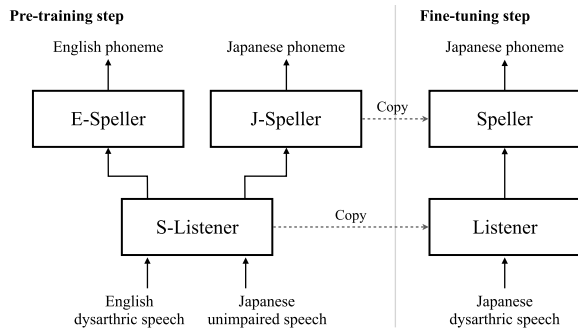 Pre-training step
Fine-tuning step
English phoneme
Japanese phoneme
Japanese phoneme
E-Speller
J-Speller
Copy
Speller
S-Listener
Copy
Listener
English
dysarthric speech
Japanese
unimpaired speech
Japanese
dysarthric speech